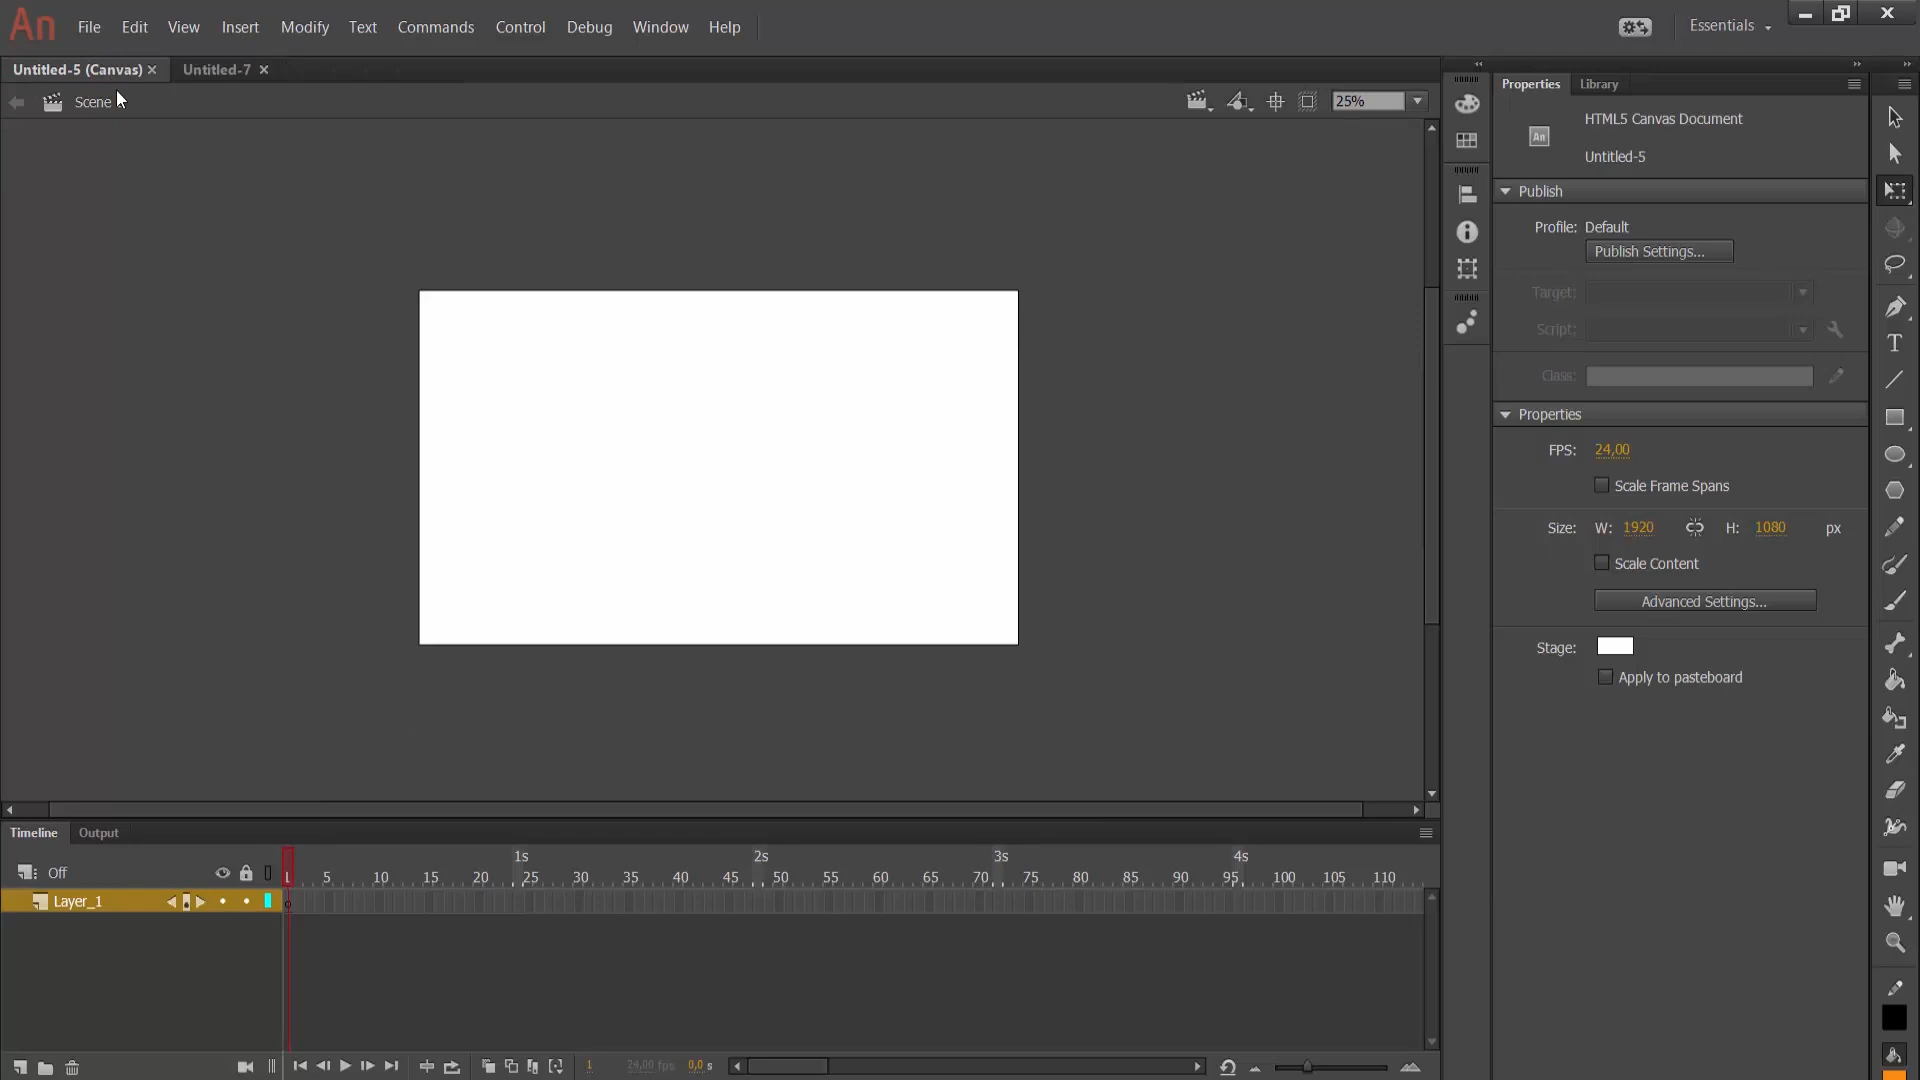 An File Edit View Insert Modify Text Commands Control Debug Window Help Essentials
Untitled-5 (Canvas) × Untitled-7 ×
Scene 25%
Properties Library
HTML5 Canvas Document
An
Untitled-5
Publish
Profile: Default
Publish Settings...
Target:
Script:
Class:
Properties
FPS: 24,00
Scale Frame Spans
Size: W: 1920 H: 1080 px
Scale Content
Advanced Settings...
Stage:
Apply to pasteboard
T
Timeline Output
1s 2s 3s 4s
Off
1 5 10 15 20 25 30 35 40 45 50 55 60 65 70 75 80 85 90 95 100 105 110
Layer_1
1 24,00 fps 0,0 s